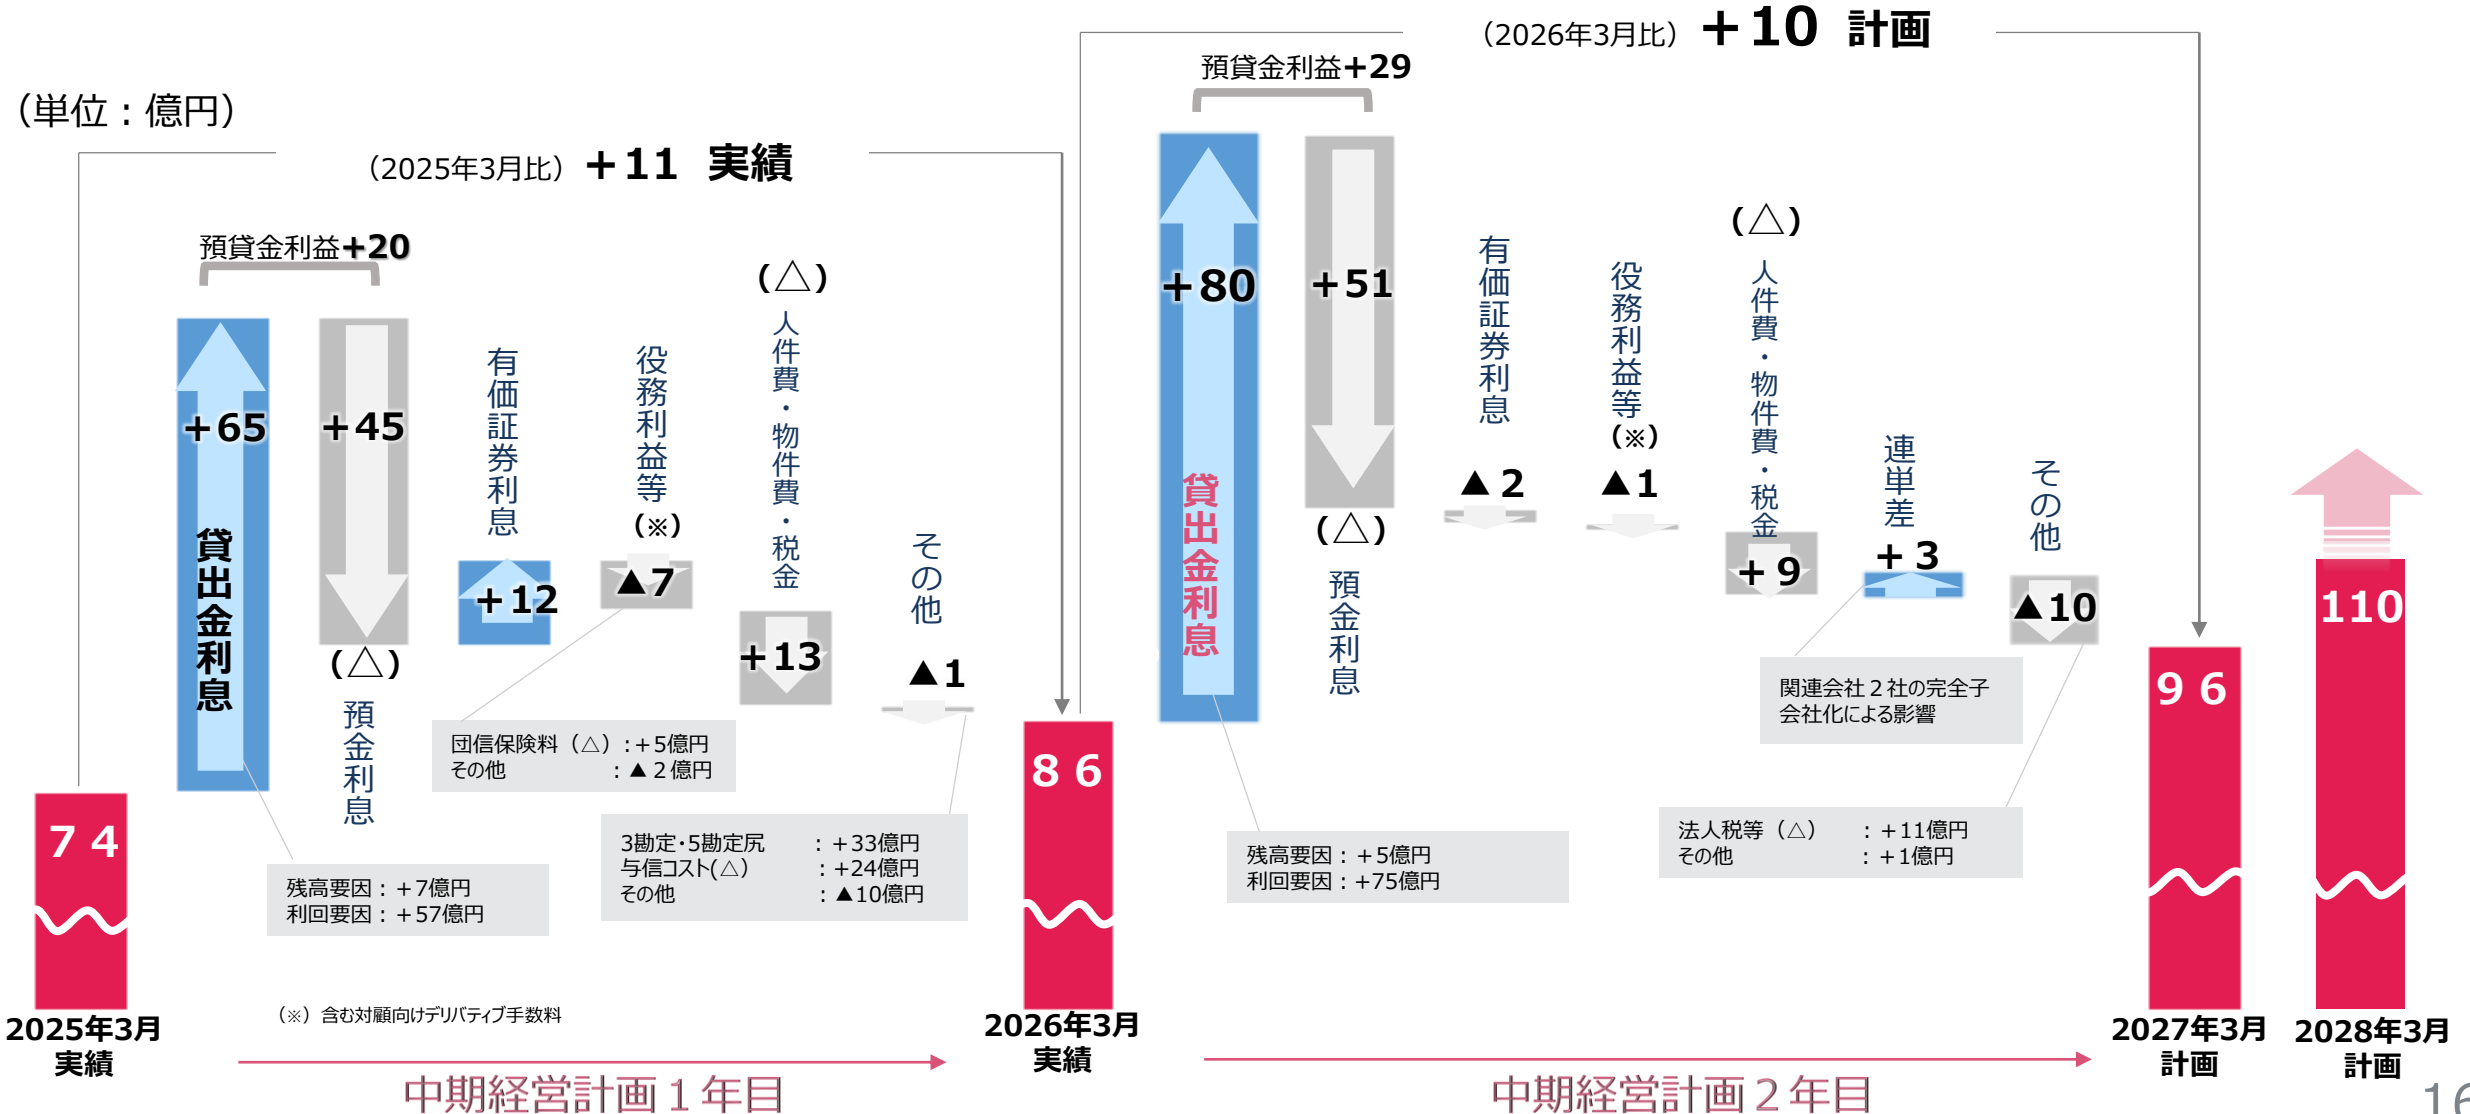 （単位：億円）
（2025年3月比）＋11 実績
預貸金利益+20
+65
貸出金利息
+45
（△）
預金利息
有価証券利息
+12
役務利益等
（※）
▲7
（△）
人件費・物件費・税金
+13
その他
▲1
団信保険料（△）:＋5億円
その他 : ▲２億円
3勘定・5勘定尻 : ＋33億円
与信コスト(△) : +24億円
その他 : ▲10億円
残高要因：＋7億円
利回要因：＋57億円
（※）含む対顧向けデリバティブ手数料
７４
2025年3月
実績
中期経営計画１年目
８６
2026年3月
実績
（2026年3月比）＋10 計画
預貸金利益+29
+80
貸出金利息
+51
（△）
預金利息
有価証券利息
▲２
役務利益等
（※）
▲１
（△）
人件費・物件費・税金
＋９
連単差
＋３
その他
▲10
関連会社２社の完全子
会社化による影響
法人税等（△） : ＋11億円
その他 : ＋1億円
残高要因：＋5億円
利回要因：+75億円
中期経営計画２年目
９６
2027年3月
計画
110
2028年3月
計画
16